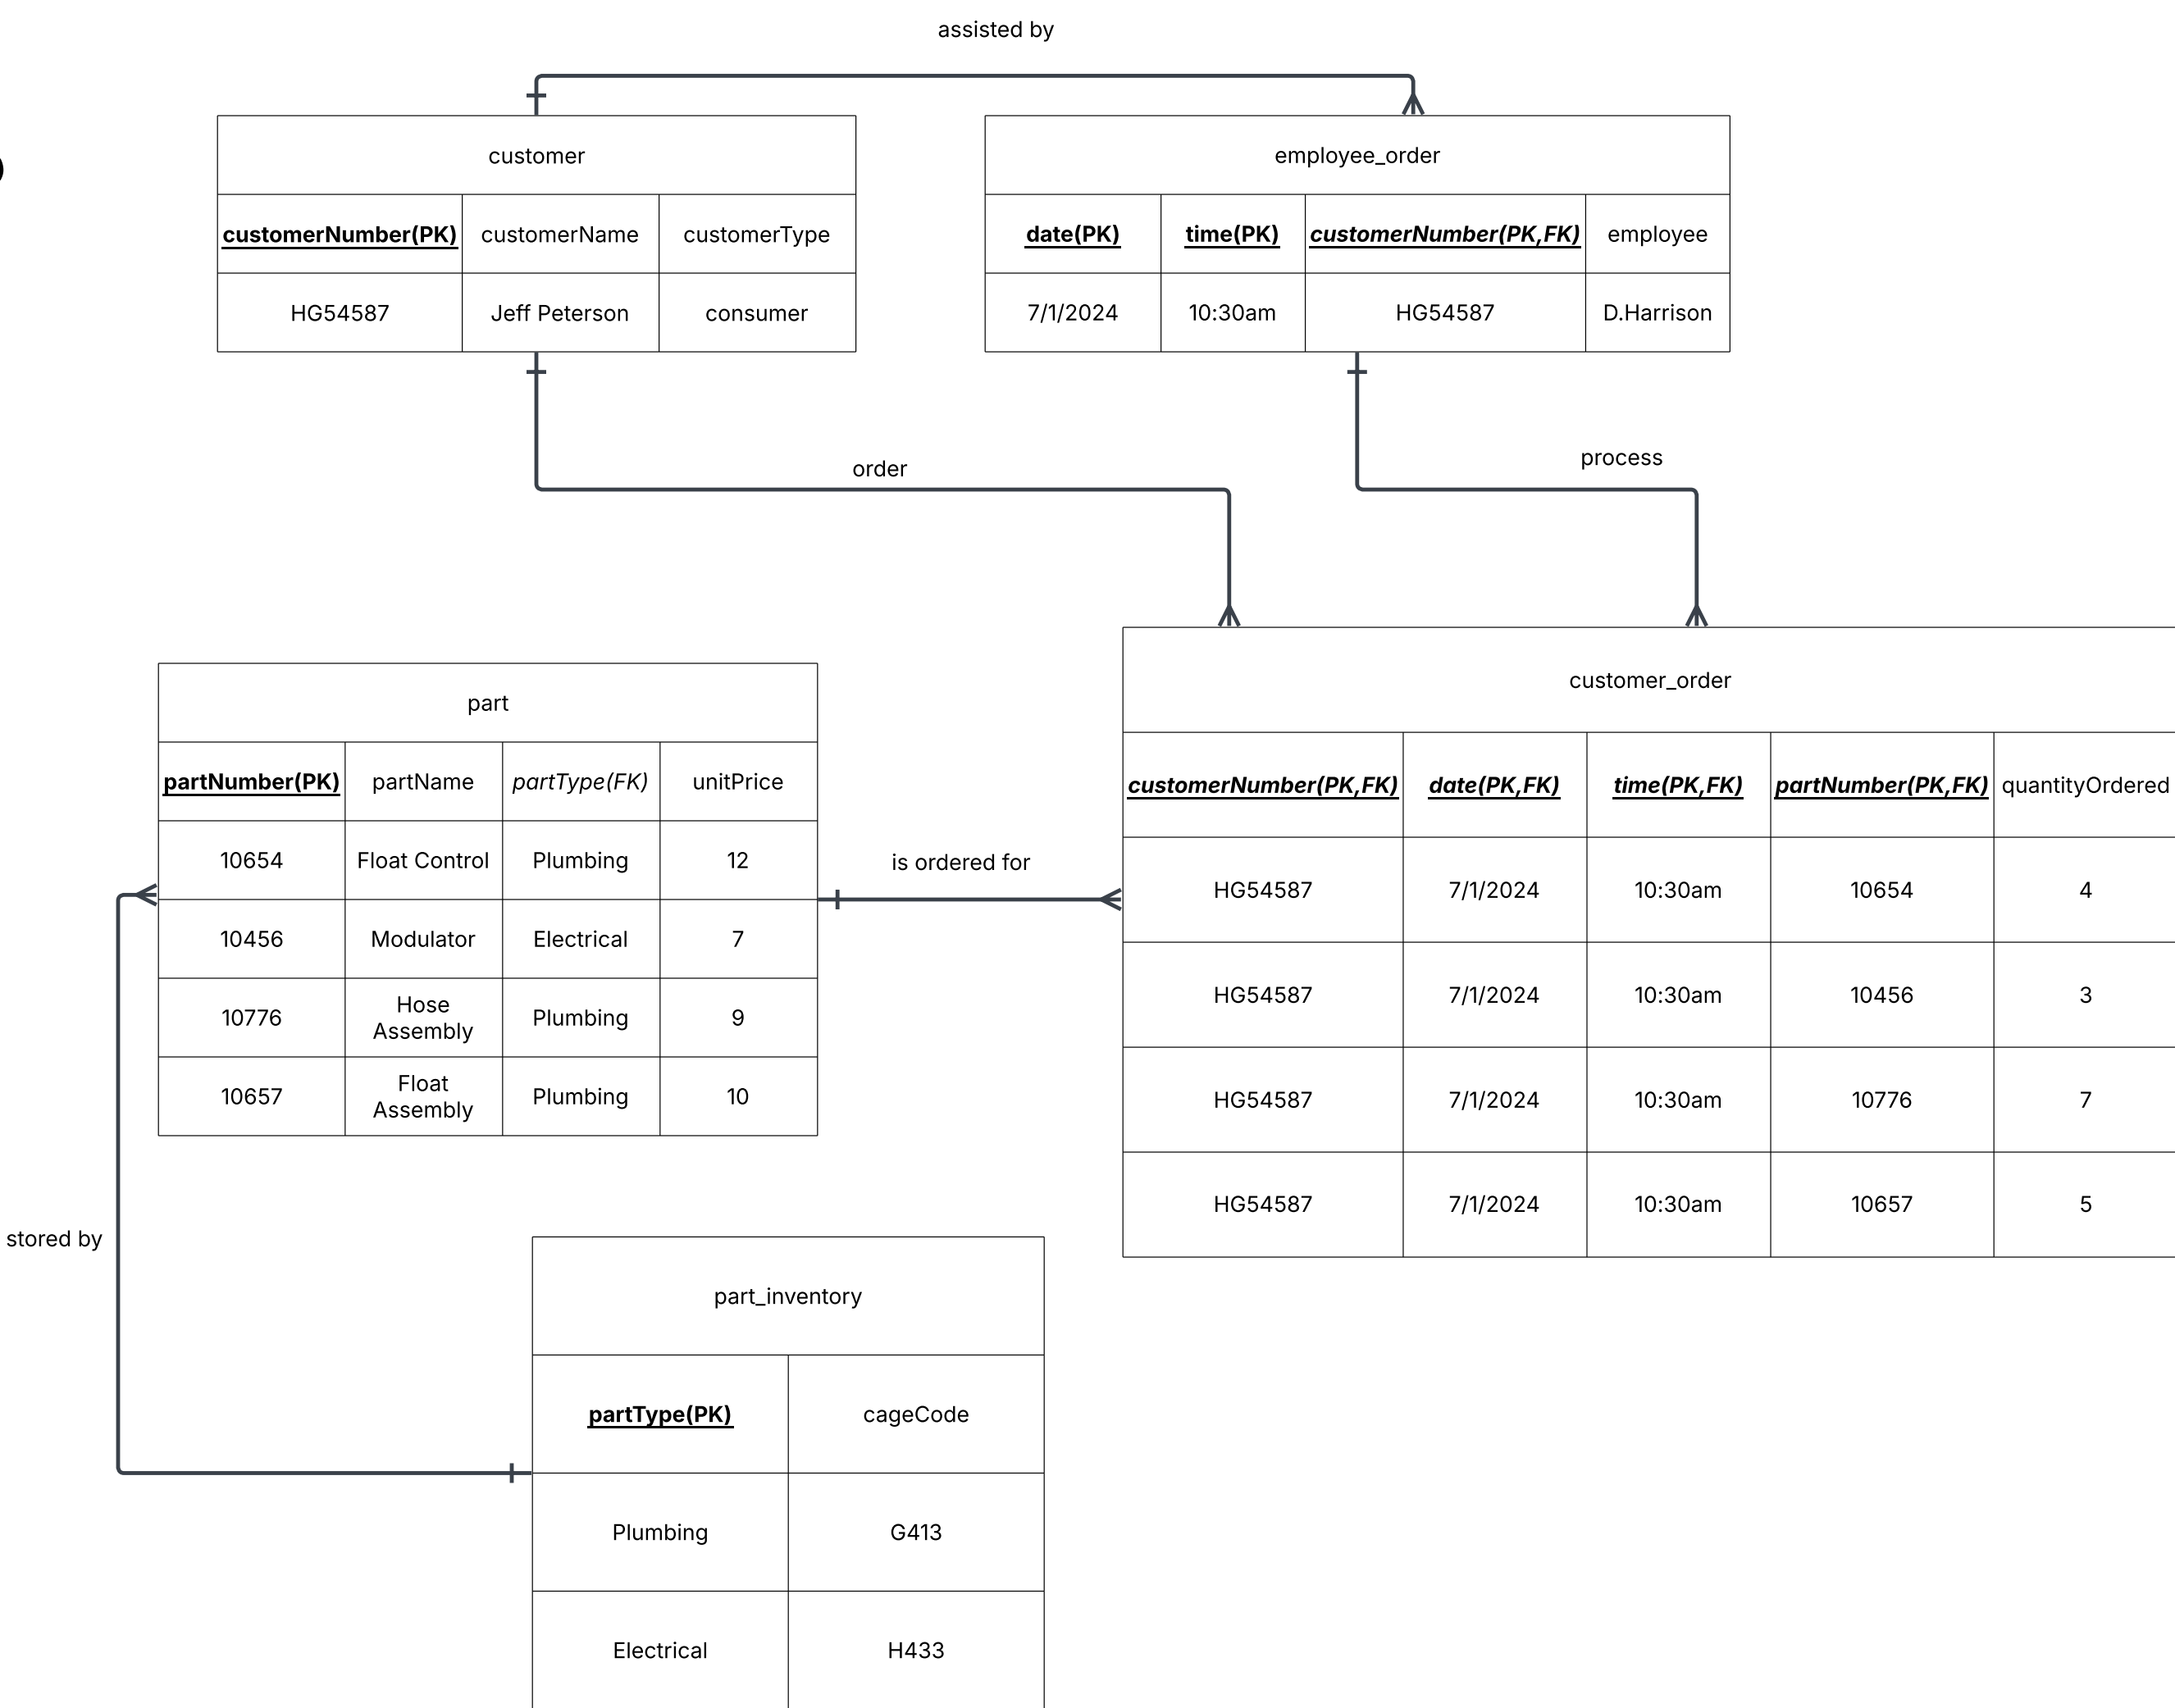 assisted by
customer
customerNumber(PK) customerName customerType
HG54587 Jeff Peterson consumer
employee_order
date(PK) time(PK) customerNumber(PK,FK) employee
7/1/2024 10:30am HG54587 D.Harrison
order
process
part
partNumber(PK) partName partType(FK) unitPrice
10654 Float Control Plumbing 12
10456 Modulator Electrical 7
10776 Hose Assembly Plumbing 9
10657 Float Assembly Plumbing 10
is ordered for
customer_order
customerNumber(PK,FK) date(PK,FK) time(PK,FK) partNumber(PK,FK) quantityOrdered
HG54587 7/1/2024 10:30am 10654 4
HG54587 7/1/2024 10:30am 10456 3
HG54587 7/1/2024 10:30am 10776 7
HG54587 7/1/2024 10:30am 10657 5
stored by
part_inventory
partType(PK) cageCode
Plumbing G413
Electrical H433